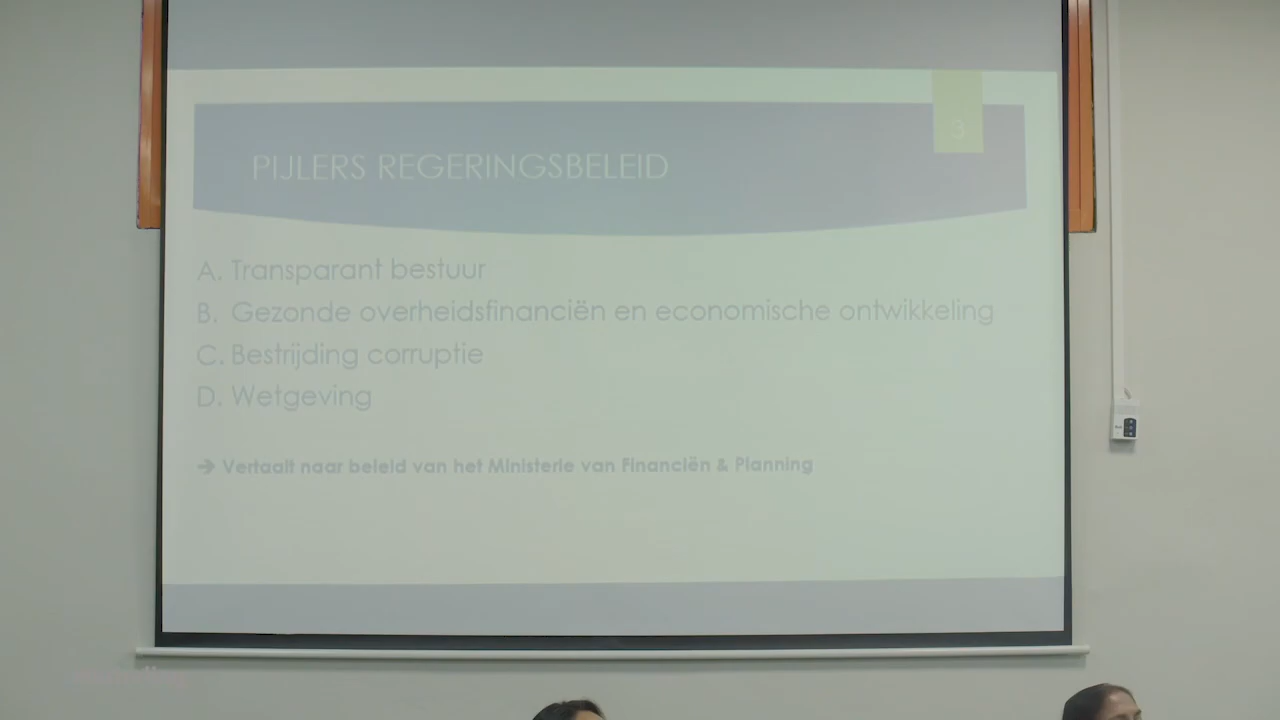 3
PIJLERS REGERINGSBELEID
A. Transparant bestuur
B. Gezonde overheidsfinanciën en economische ontwikkeling
C. Bestrijding corruptie
D. Wetgeving
➔ Vertaalt naar beleid van het Ministerie van Financiën & Planning